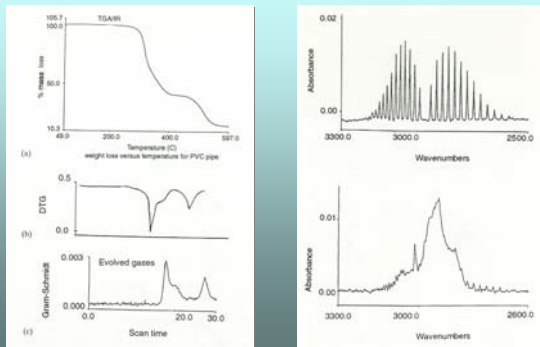 105.7
100.0
TGA/IR
% mass loss
50.0
10.3
49.0 200.0 400.0 597.0
Temperature (C)
weight loss versus temperature for PVC pipe
(a)
0.5
DTG
0.0
(b)
0.003
Evolved gases
Gram-Schmidt
0.000
0.0 20.0 30.0
Scan time
(c)
0.02
Absorbance
0.00
3300.0 3000.0 2500.0
Wavenumbers
0.01
Absorbance
0.00
3300.0 3000.0 2500.0
Wavenumbers